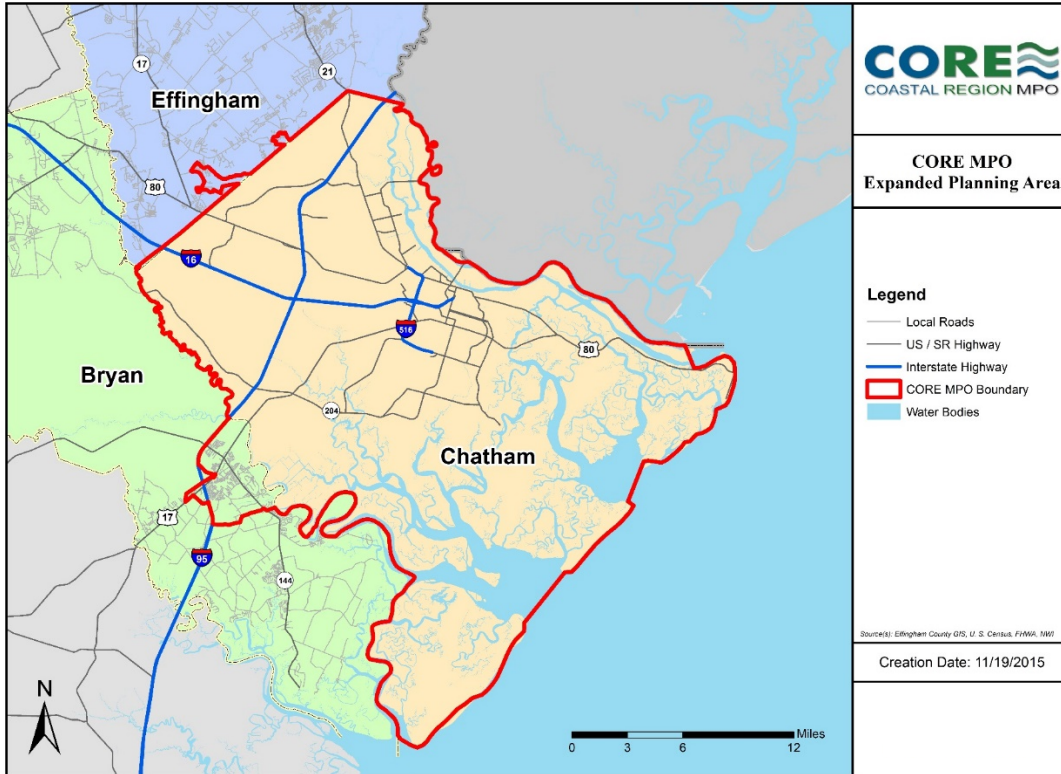 17
21
Effingham
80
16
516
80
Bryan
204
Chatham
17
95
144
N
Miles
0 3 6 12
CORE
COASTAL REGION MPO
CORE MPO
Expanded Planning Area
Legend
Local Roads
US / SR Highway
Interstate Highway
CORE MPO Boundary
Water Bodies
Source(s): Effingham County GIS, U. S. Census, FHWA, NWI
Creation Date: 11/19/2015